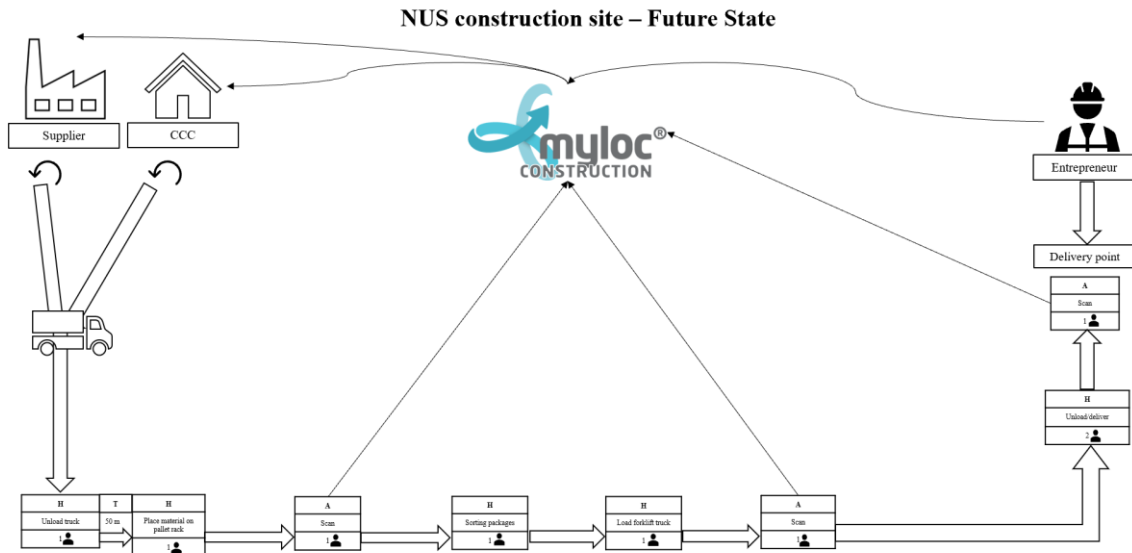 NUS construction site – Future State
Supplier
CCC
myloc®
CONSTRUCTION
Entrepreneur
Delivery point
A
Scan
1
H
Unload/deliver
2
H
Unload truck
1
T
50 m
H
Place material on
pallet rack
1
A
Scan
1
H
Sorting packages
1
H
Load forklift truck
1
A
Scan
1